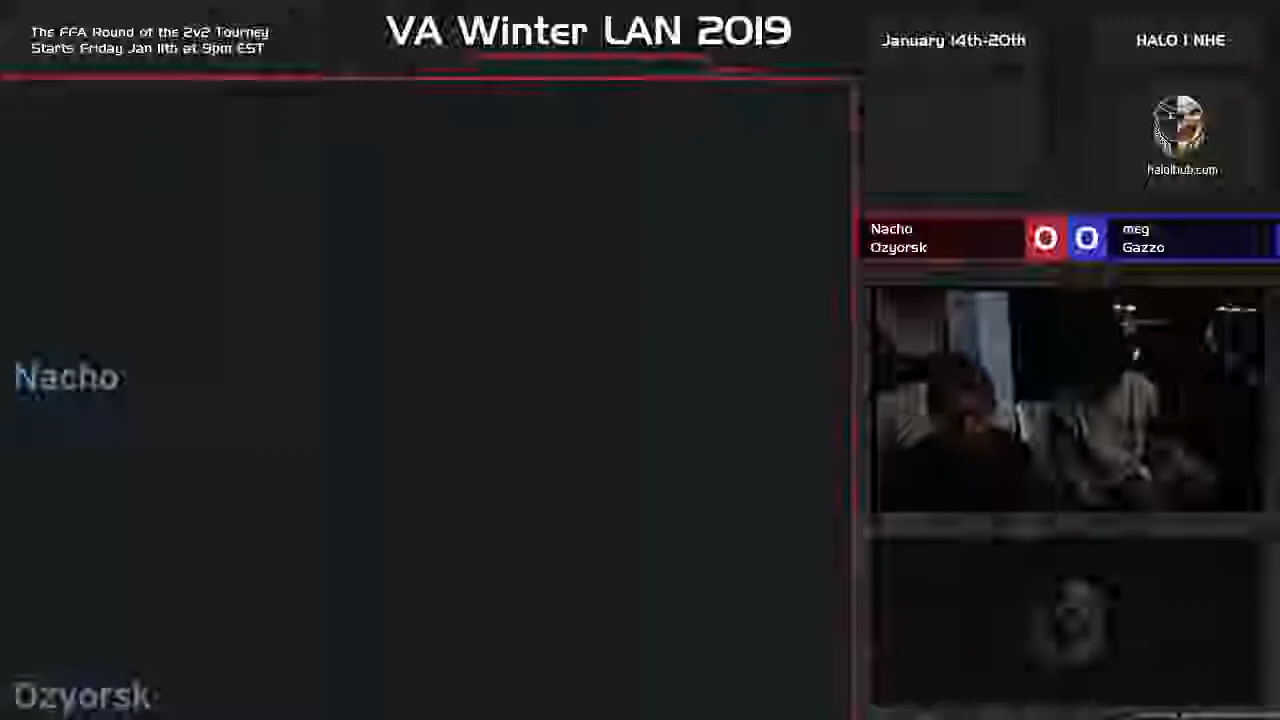 The FFA Round of the 2v2 Tourney
Starts Friday Jan 11th at 9pm EST
VA Winter LAN 2019
January 14th-20th
HALO 1 NHE
halo1hub.com
Nacho
Ozyorsk
0
0
meg
Gazzo
Nacho
Ozyorsk